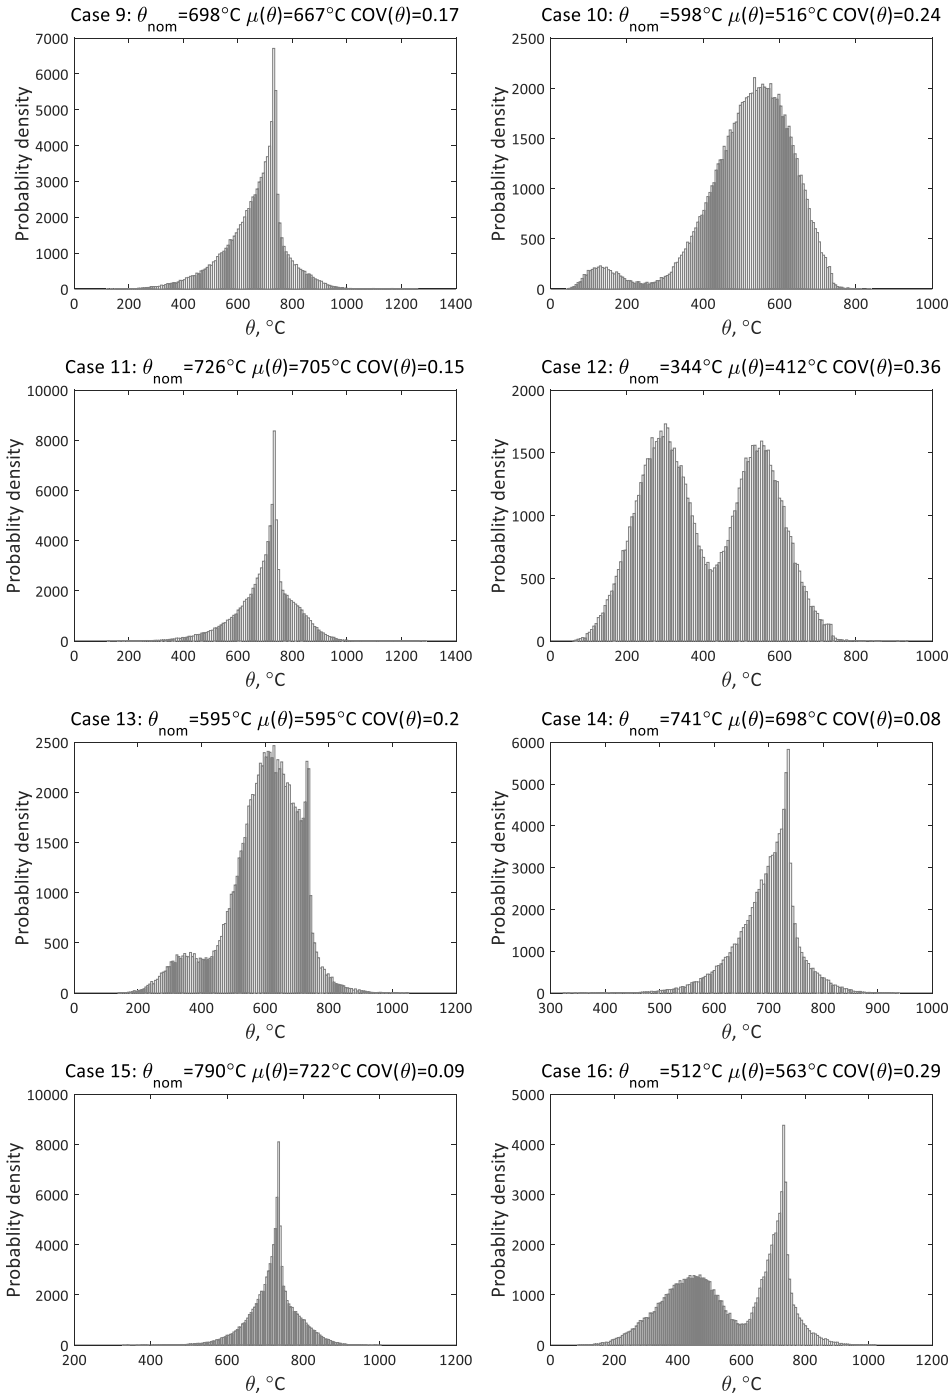 Case 9: θnom=698°C μ(θ)=667°C COV(θ)=0.17
7000
6000
5000
4000
3000
2000
1000
0
Probablity density
0 200 400 600 800 1000 1200 1400
θ, °C
Case 10: θnom=598°C μ(θ)=516°C COV(θ)=0.24
2500
2000
1500
1000
500
0
Probablity density
0 200 400 600 800 1000
θ, °C
Case 11: θnom=726°C μ(θ)=705°C COV(θ)=0.15
10000
8000
6000
4000
2000
0
Probablity density
0 200 400 600 800 1000 1200 1400
θ, °C
Case 12: θnom=344°C μ(θ)=412°C COV(θ)=0.36
2000
1500
1000
500
0
Probablity density
0 200 400 600 800 1000
θ, °C
Case 13: θnom=595°C μ(θ)=595°C COV(θ)=0.2
2500
2000
1500
1000
500
0
Probablity density
0 200 400 600 800 1000 1200
θ, °C
Case 14: θnom=741°C μ(θ)=698°C COV(θ)=0.08
6000
5000
4000
3000
2000
1000
0
Probablity density
300 400 500 600 700 800 900 1000
θ, °C
Case 15: θnom=790°C μ(θ)=722°C COV(θ)=0.09
10000
8000
6000
4000
2000
0
Probablity density
200 400 600 800 1000 1200
θ, °C
Case 16: θnom=512°C μ(θ)=563°C COV(θ)=0.29
5000
4000
3000
2000
1000
0
Probablity density
0 200 400 600 800 1000 1200
θ, °C